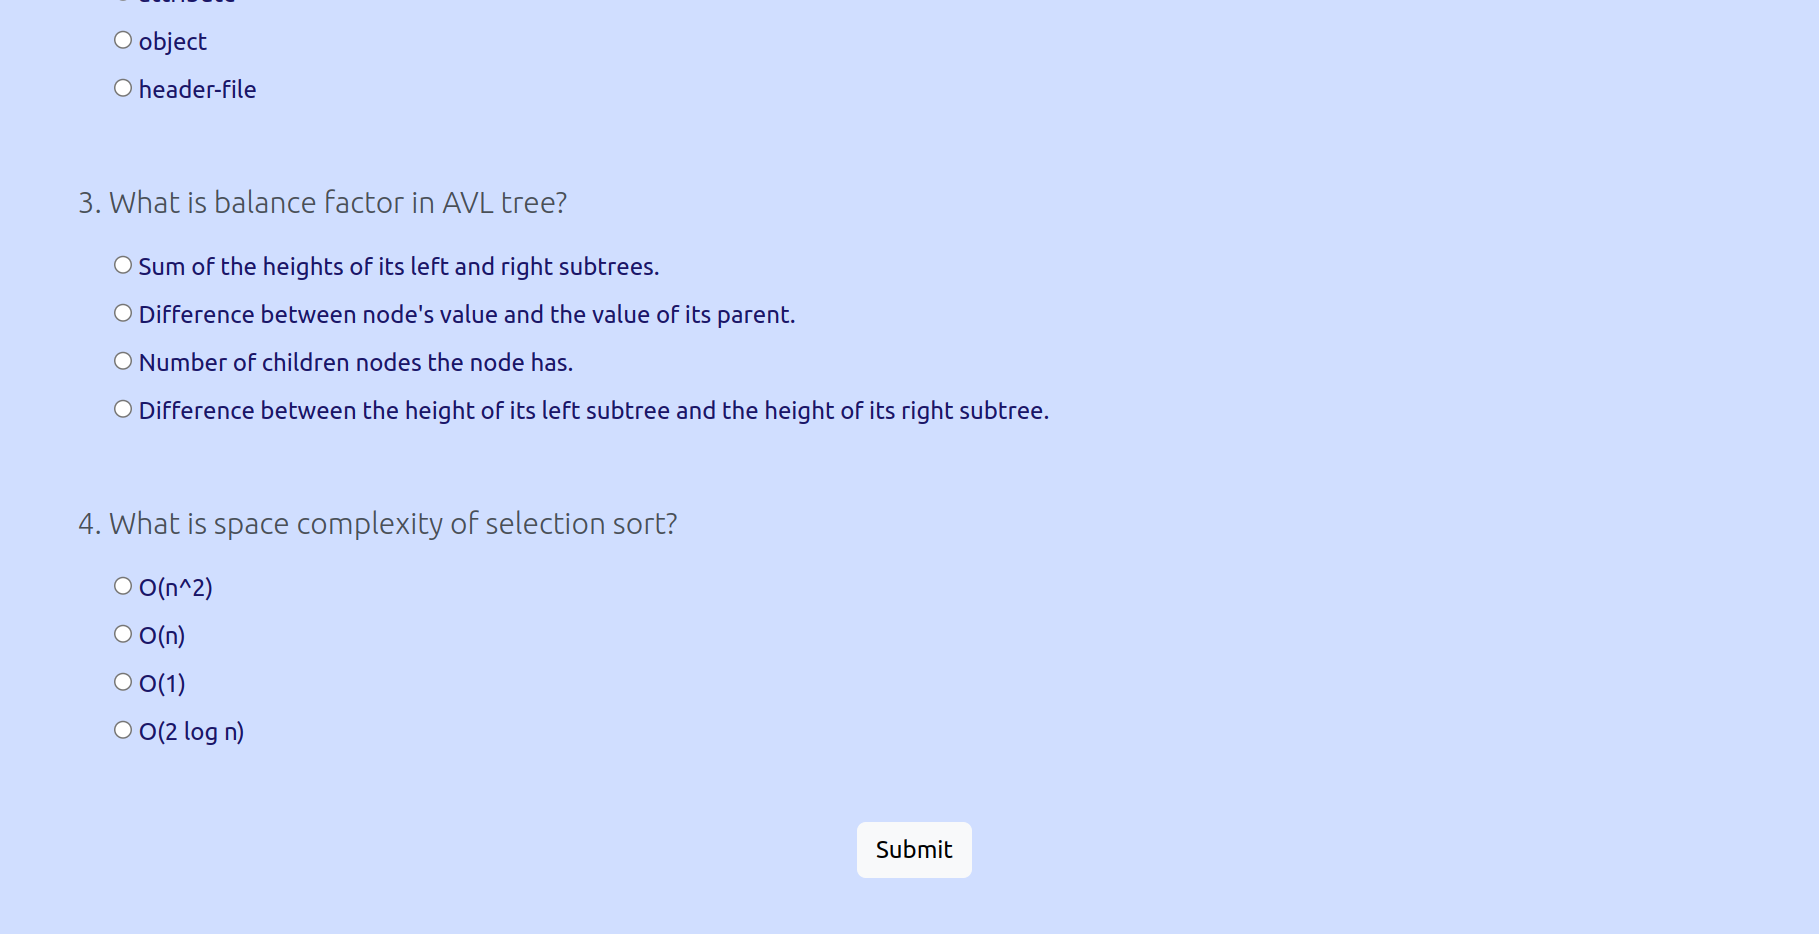 object
header-file
3. What is balance factor in AVL tree?
Sum of the heights of its left and right subtrees.
Difference between node's value and the value of its parent.
Number of children nodes the node has.
Difference between the height of its left subtree and the height of its right subtree.
4. What is space complexity of selection sort?
O(n^2)
O(n)
O(1)
O(2 log n)
Submit